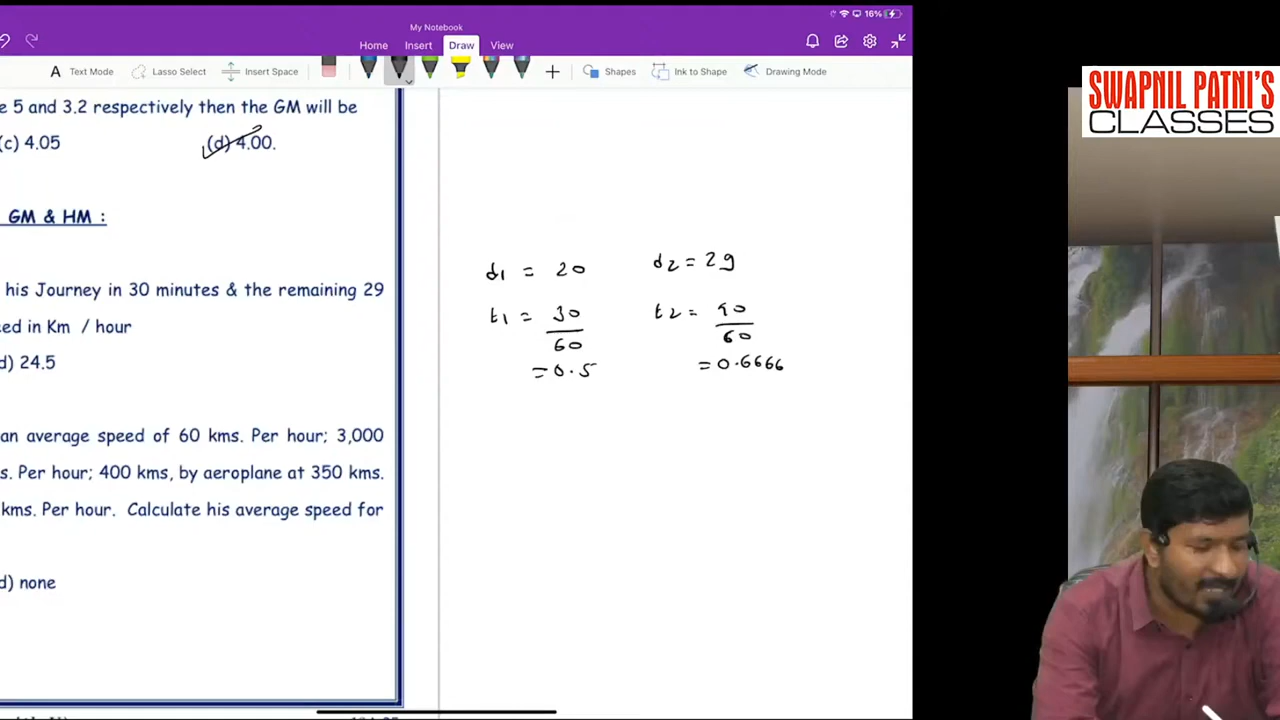 16%
My Notebook
Home Insert Draw View
A Text Mode Lasso Select Insert Space Shapes Ink to Shape Drawing Mode
e 5 and 3.2 respectively then the GM will be
(c) 4.05 (d) 4.00.
GM & HM :
his Journey in 30 minutes & the remaining 29
eed in Km / hour
d) 24.5
an average speed of 60 kms. Per hour; 3,000
s. Per hour; 400 kms, by aeroplane at 350 kms.
kms. Per hour. Calculate his average speed for
d) none
d1 = 20 d2 = 29
t1 = 30/60 t2 = 40/60
= 0.5 = 0.6666
SWAPNIL PATNI'S
CLASSES